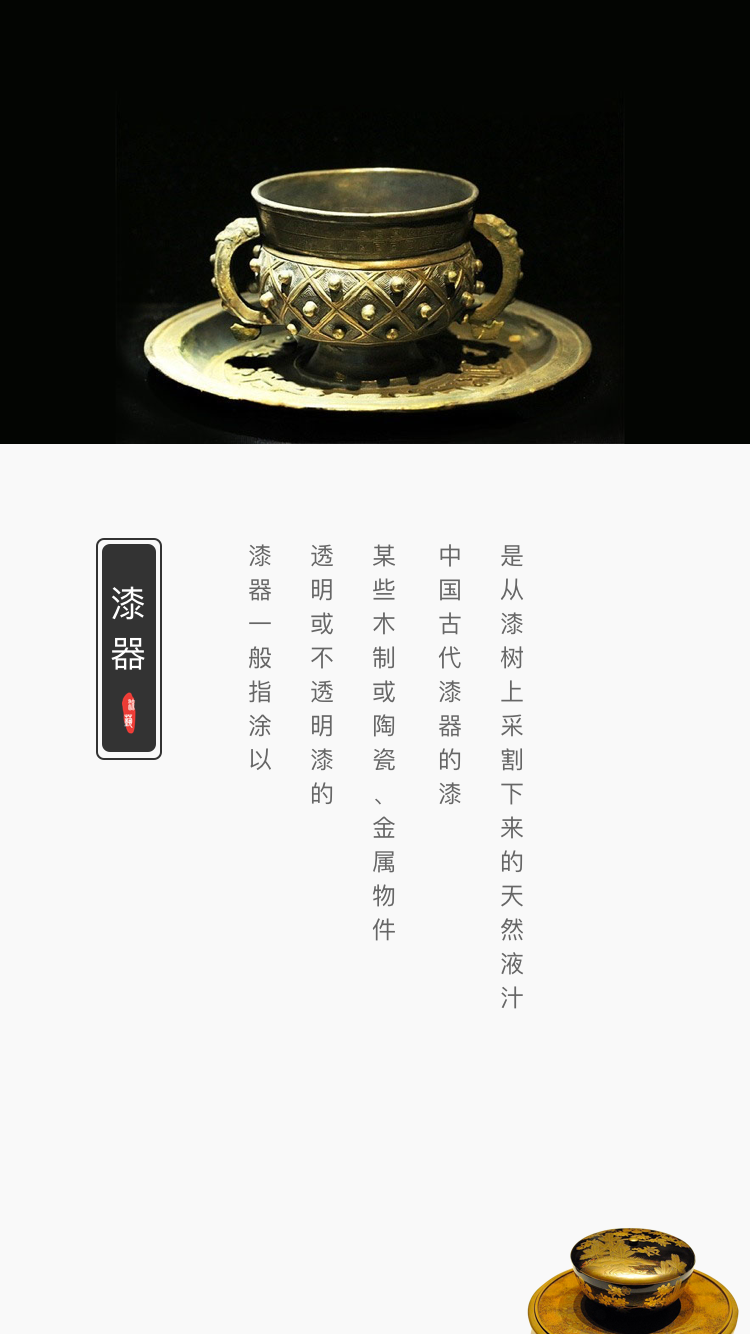 漆器
漆器一般指涂以
透明或不透明漆的
某些木制或陶瓷、金属物件
中国古代漆器的漆
是从漆树上采割下来的天然液汁